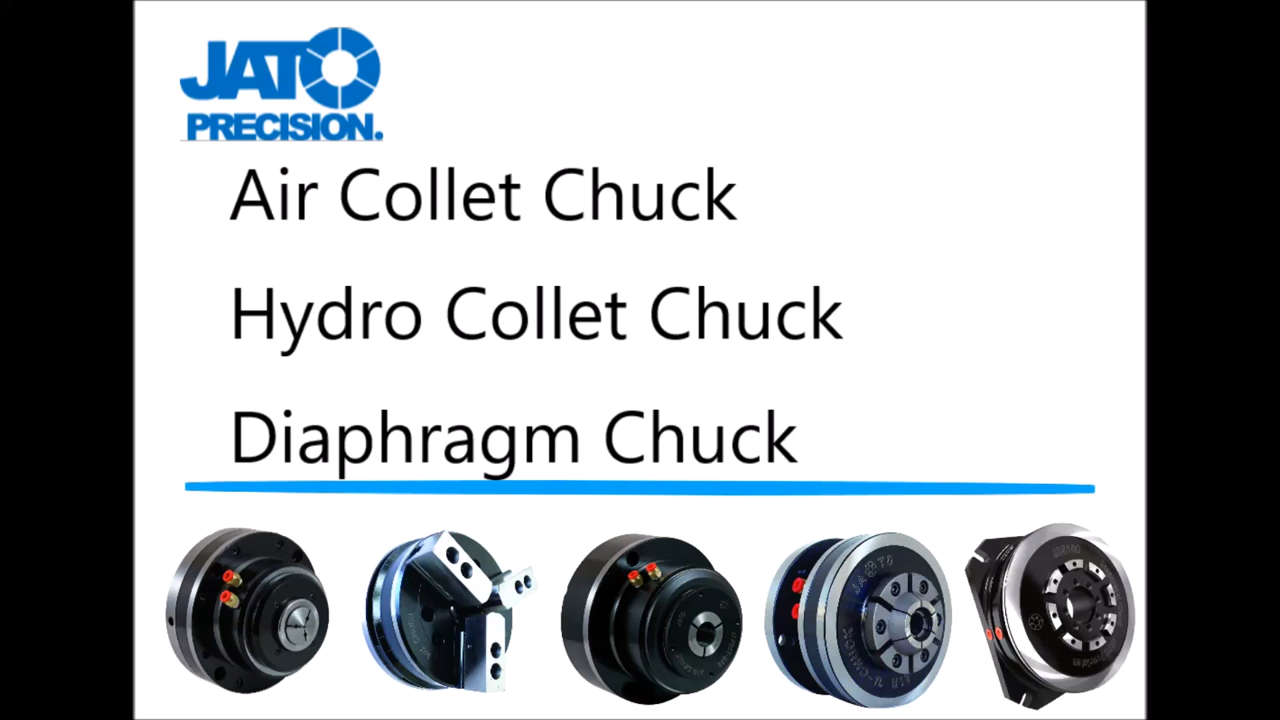 JATO
PRECISION.
Air Collet Chuck
Hydro Collet Chuck
Diaphragm Chuck